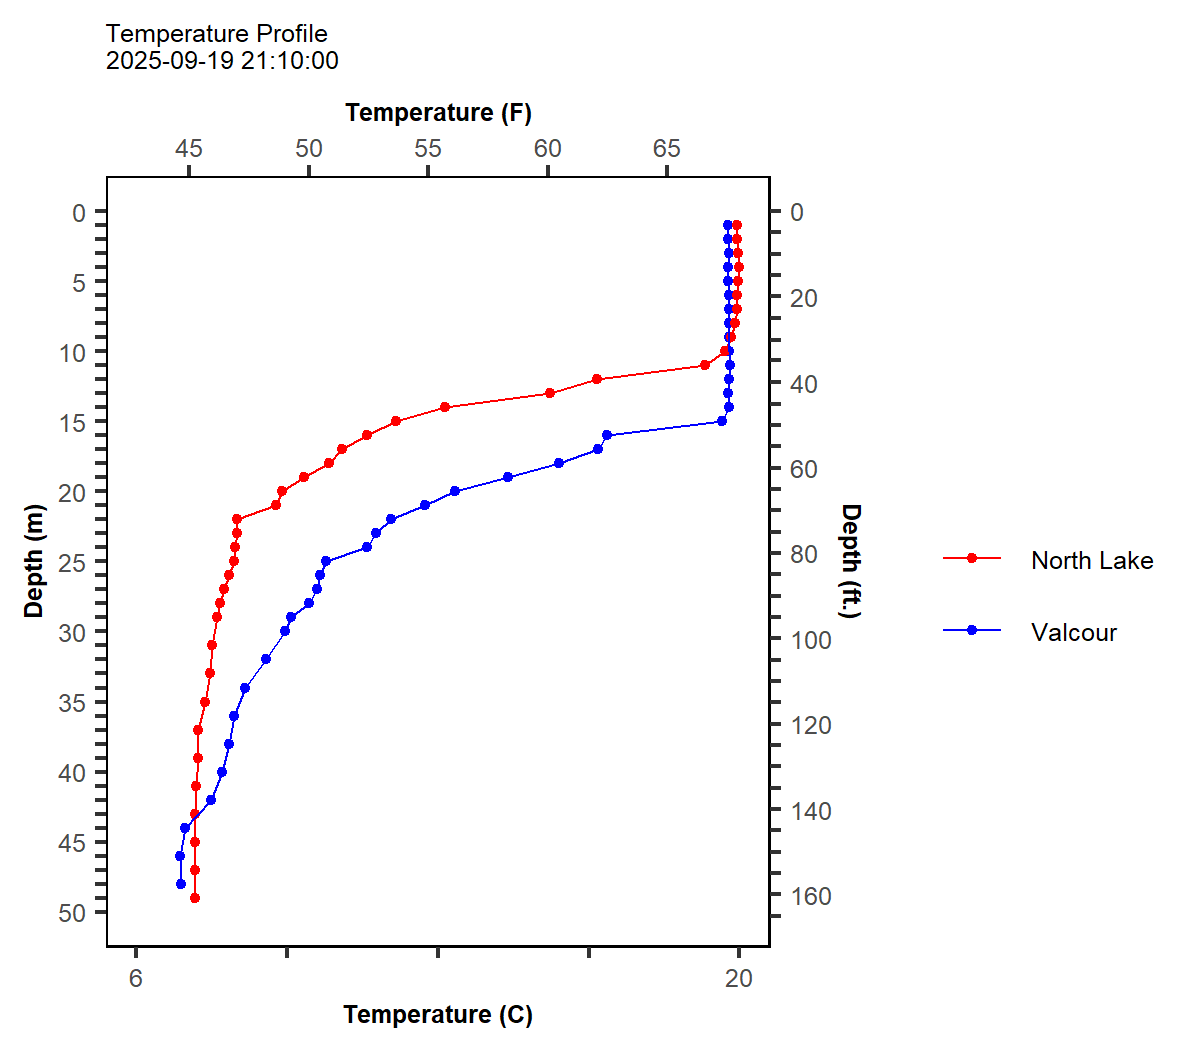 Temperature Profile
2025-09-19 21:10:00
Temperature (F)
45 50 55 60 65
0 0
5
20
10
40
15
60
20
Depth (m)
Depth (ft.)
25 80
North Lake
30 100
Valcour
35
120
40
140
45
160
50
6 20
Temperature (C)